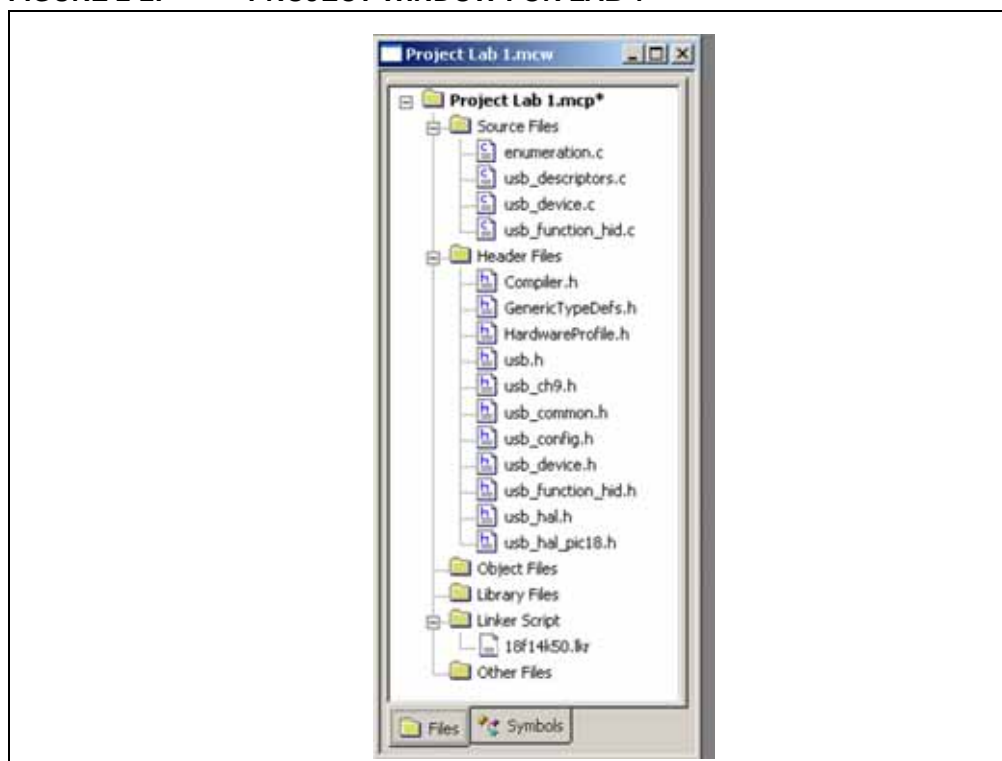 Project Lab 1.mcw
Project Lab 1.mcp*
Source Files
enumeration.c
usb_descriptors.c
usb_device.c
usb_function_hid.c
Header Files
Compiler.h
GenericTypeDefs.h
HardwareProfile.h
usb.h
usb_ch9.h
usb_common.h
usb_config.h
usb_device.h
usb_function_hid.h
usb_hal.h
usb_hal_pic18.h
Object Files
Library Files
Linker Script
18f14k50.lkr
Other Files
Files Symbols